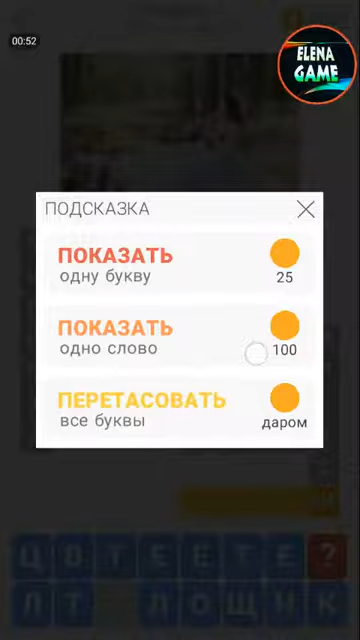 00:52
ELENA
GAME
ПОДСКАЗКА
ПОКАЗАТЬ
одну букву
25
ПОКАЗАТЬ
одно слово
100
ПЕРЕТАСОВАТЬ
все буквы
даром
Ц О Т Е Е Т Е ?
Л Т Л О Щ И К